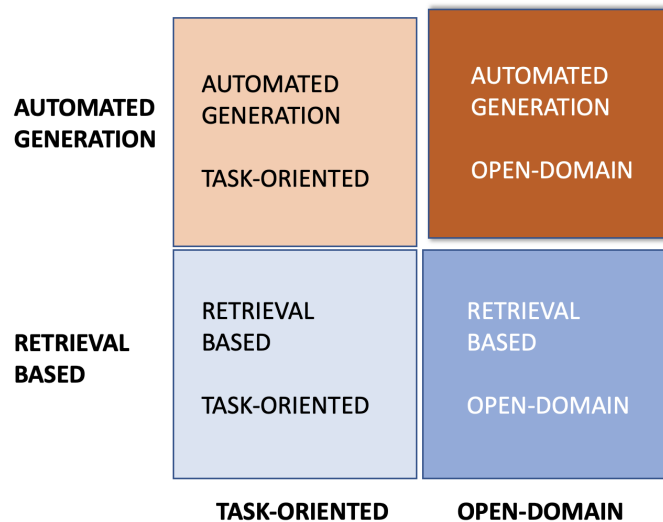 AUTOMATED
GENERATION
AUTOMATED
GENERATION
TASK-ORIENTED
AUTOMATED
GENERATION
OPEN-DOMAIN
RETRIEVAL
BASED
RETRIEVAL
BASED
TASK-ORIENTED
RETRIEVAL
BASED
OPEN-DOMAIN
TASK-ORIENTED
OPEN-DOMAIN